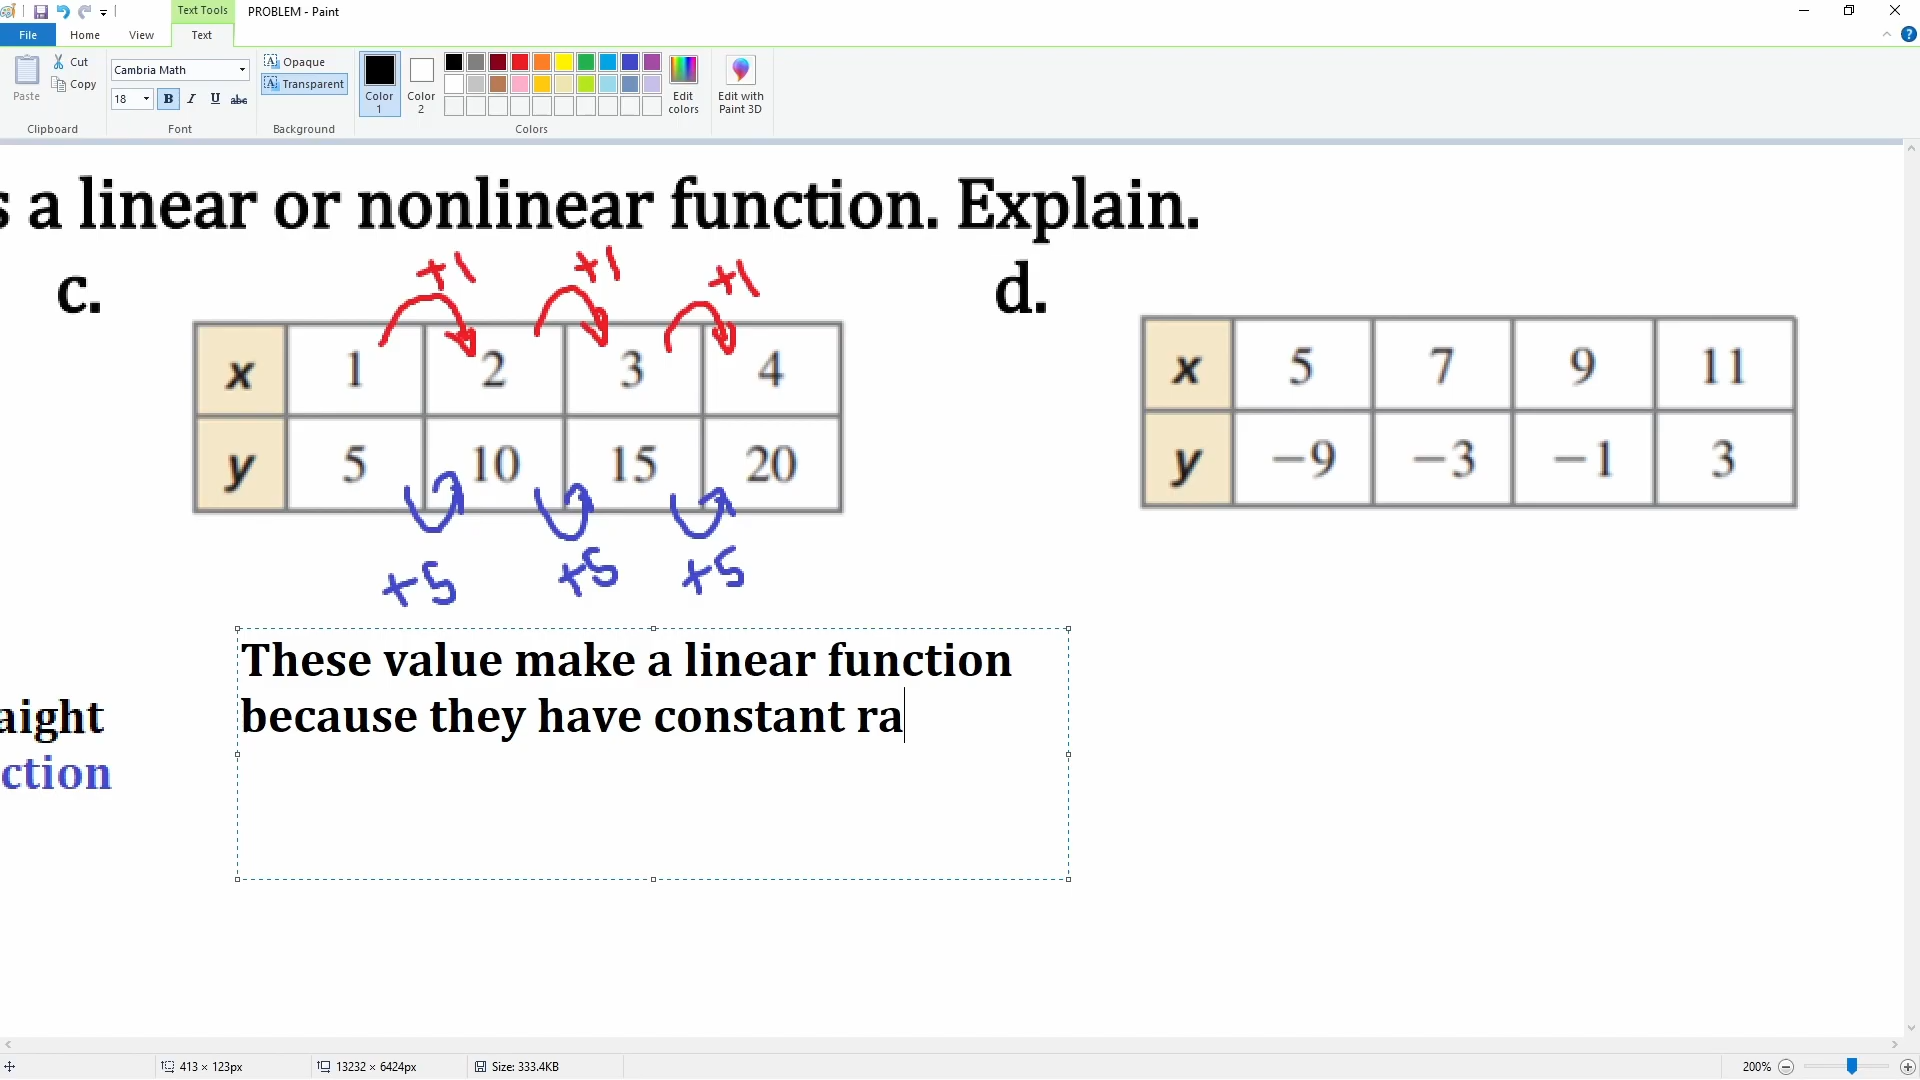 Text Tools
PROBLEM - Paint
File Home View Text
?
Paste
Cut
Copy
Clipboard
Cambria Math
18 B I U abc
Font
Opaque
Transparent
Background
Color 1
Color 2
Edit colors
Colors
Edit with Paint 3D
s a linear or nonlinear function. Explain.
c.
+1 +1 +1
x 1 2 3 4
y 5 10 15 20
+5 +5 +5
d.
x 5 7 9 11
y −9 −3 −1 3
These value make a linear function
because they have constant ra
aight
ction
413 × 123px
13232 × 6424px
Size: 333.4KB
200%